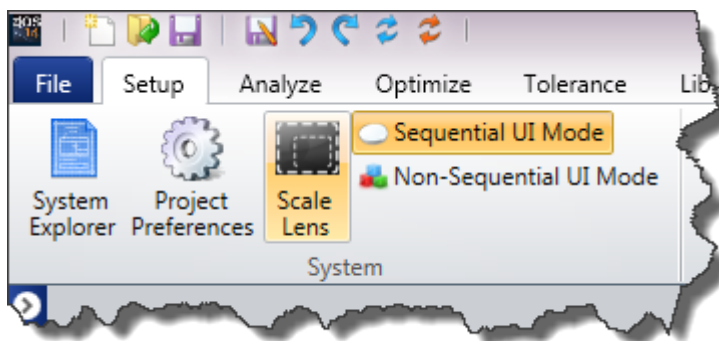 File Setup Analyze Optimize Tolerance
Sequential UI Mode
Non-Sequential UI Mode
System Explorer
Project Preferences
Scale Lens
System